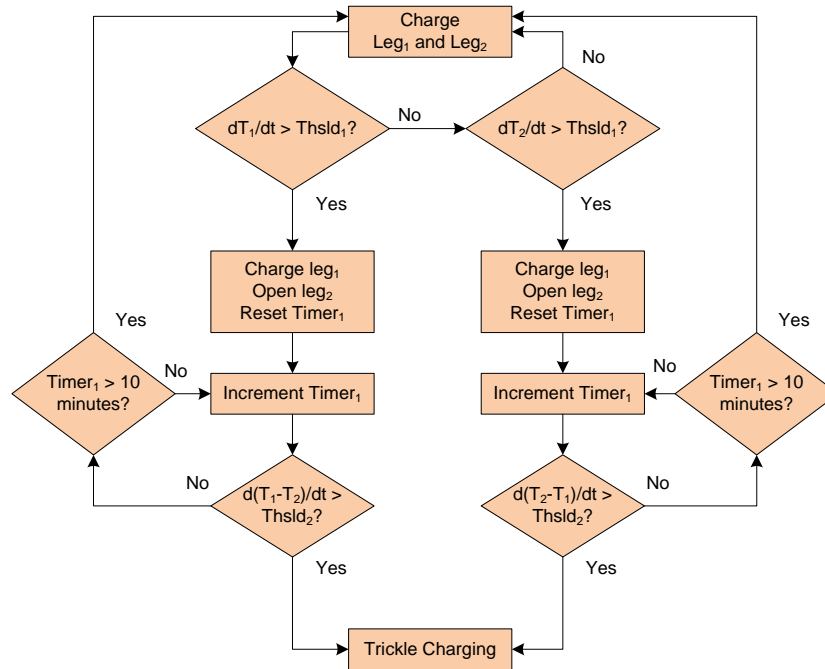 Charge
Leg₁ and Leg₂
No
dT₁/dt > Thsld₁?
No
dT₂/dt > Thsld₁?
Yes
Yes
Charge leg₁
Open leg₂
Reset Timer₁
Charge leg₁
Open leg₂
Reset Timer₁
Yes
Yes
Timer₁ > 10
minutes?
No
Increment Timer₁
Increment Timer₁
No
Timer₁ > 10
minutes?
No
d(T₁-T₂)/dt >
Thsld₂?
d(T₂-T₁)/dt >
Thsld₂?
No
Yes
Yes
Trickle Charging